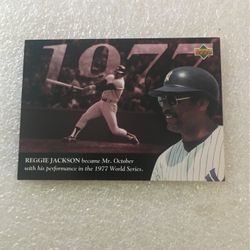 1977
REGGIE JACKSON became Mr. October
with his performance in the 1977 World Series.